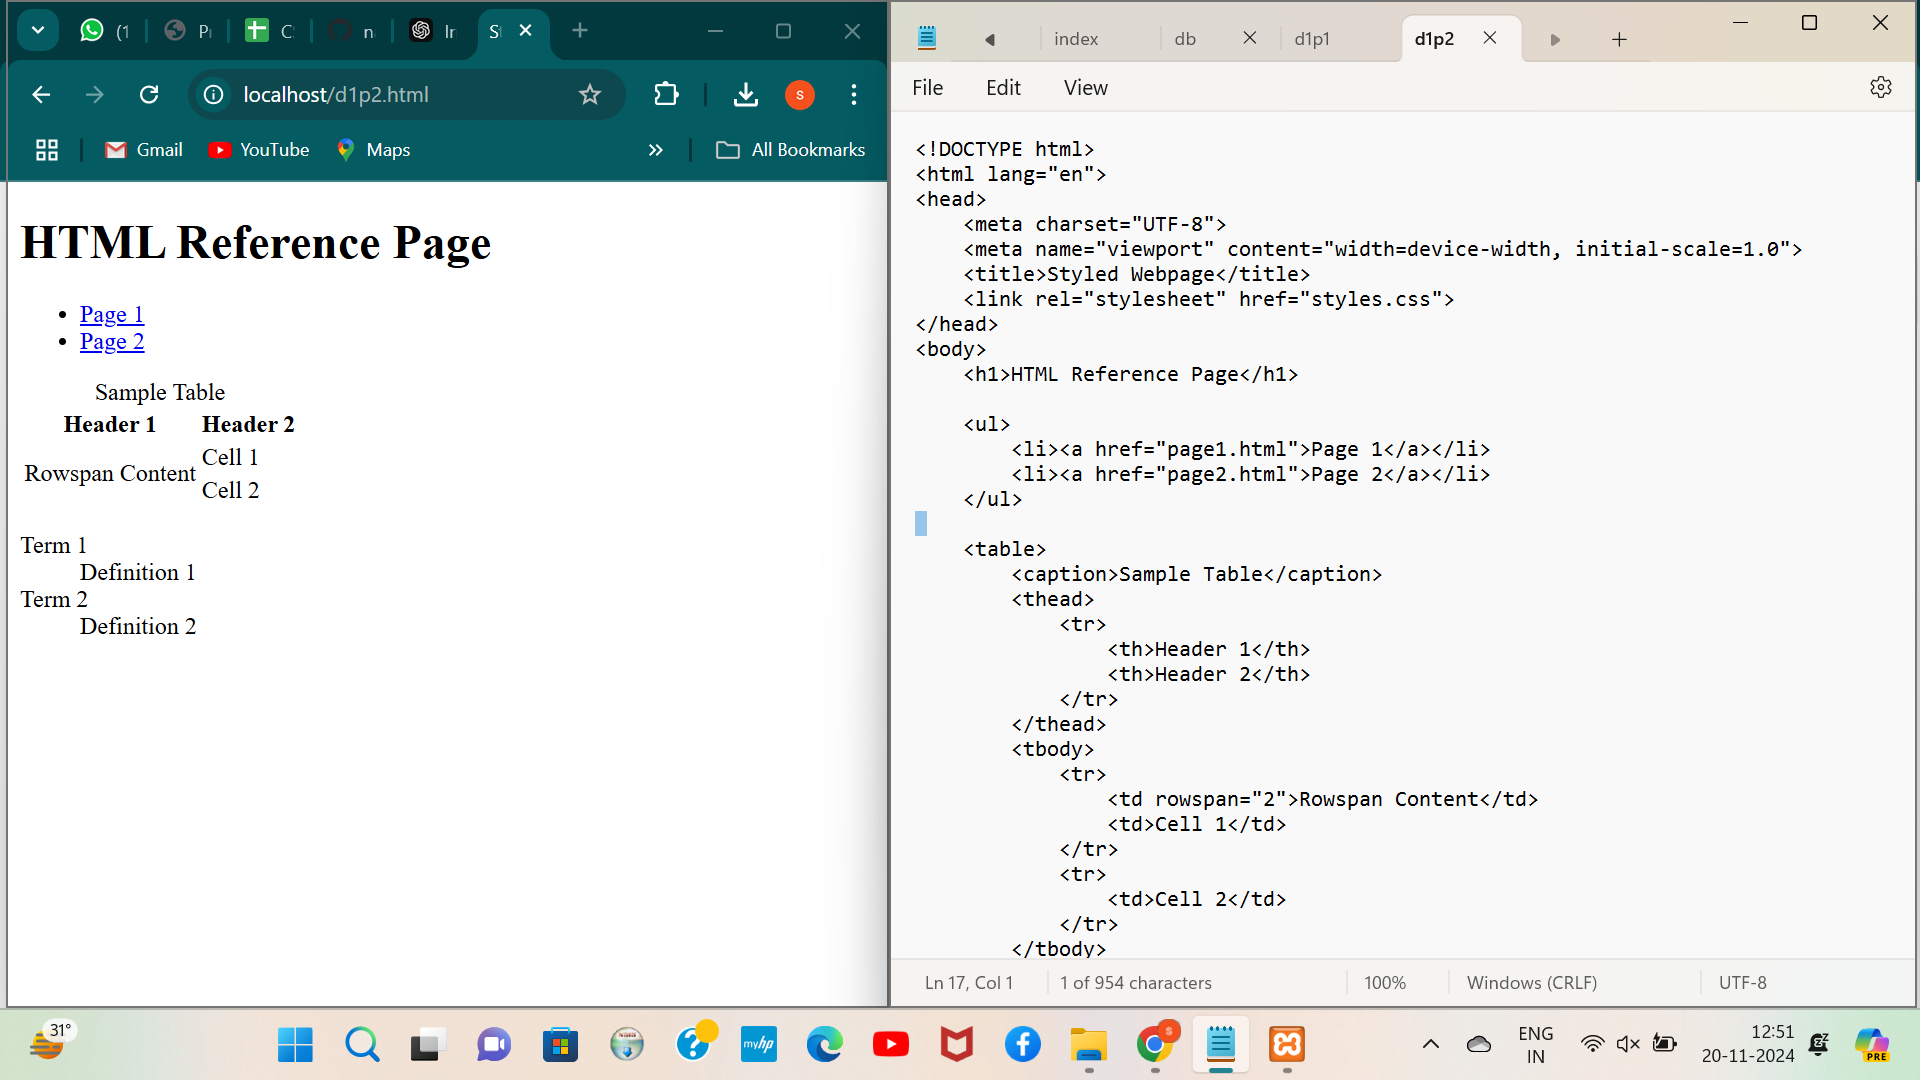 (1
Pr
C
n
In
St
localhost/d1p2.html
s
Gmail
YouTube
Maps
All Bookmarks
HTML Reference Page
Page 1
Page 2
Sample Table
Header 1 Header 2
Rowspan Content
Cell 1
Cell 2
Term 1
Definition 1
Term 2
Definition 2
index
db
d1p1
d1p2
File Edit View
<!DOCTYPE html>
<html lang="en">
<head>
    <meta charset="UTF-8">
    <meta name="viewport" content="width=device-width, initial-scale=1.0">
    <title>Styled Webpage</title>
    <link rel="stylesheet" href="styles.css">
</head>
<body>
    <h1>HTML Reference Page</h1>
    <ul>
        <li><a href="page1.html">Page 1</a></li>
        <li><a href="page2.html">Page 2</a></li>
    </ul>
    <table>
        <caption>Sample Table</caption>
        <thead>
            <tr>
                <th>Header 1</th>
                <th>Header 2</th>
            </tr>
        </thead>
        <tbody>
            <tr>
                <td rowspan="2">Rowspan Content</td>
                <td>Cell 1</td>
            </tr>
            <tr>
                <td>Cell 2</td>
            </tr>
        </tbody>
Ln 17, Col 1
1 of 954 characters
100%
Windows (CRLF)
UTF-8
31°
myhp
s
ENG
IN
12:51
20-11-2024
PRE